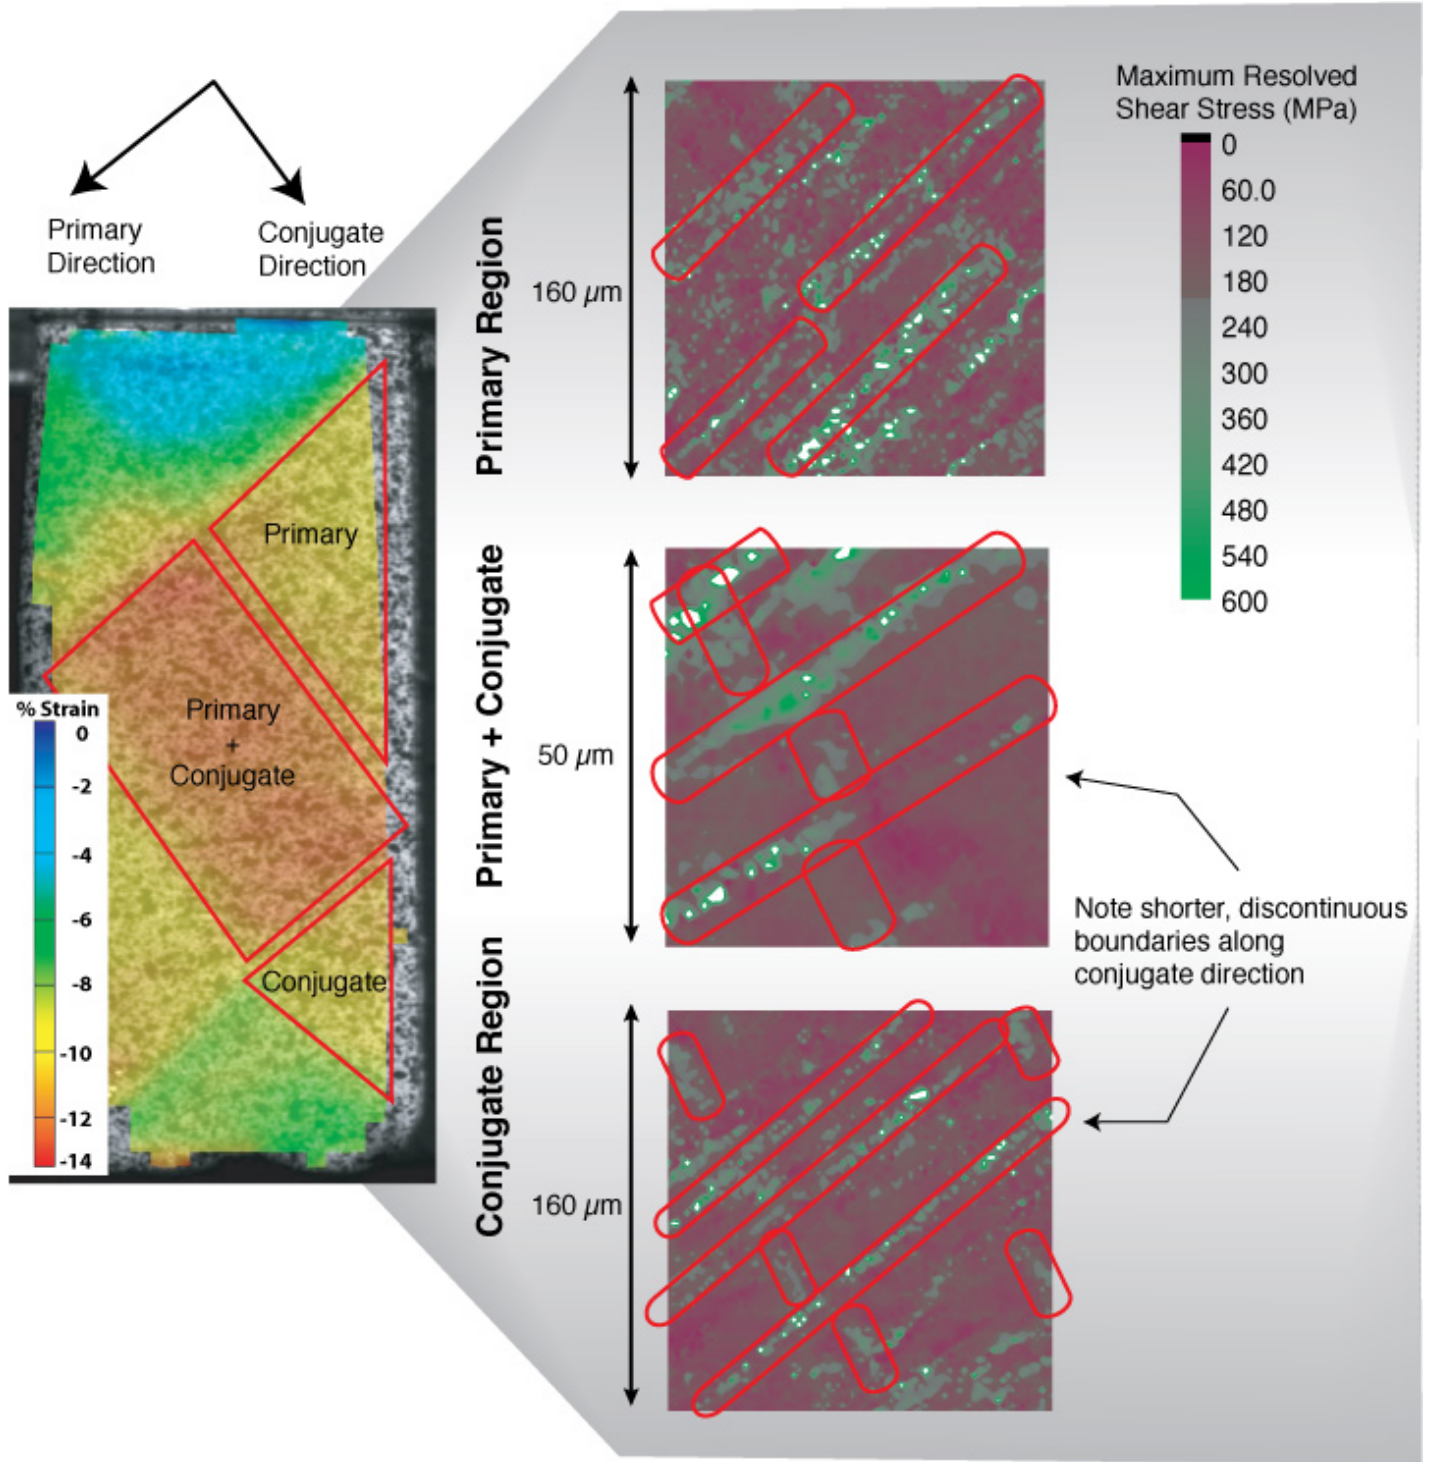 Primary
Direction
Conjugate
Direction
Primary
Primary
+
Conjugate
Conjugate
% Strain
0
-2
-4
-6
-8
-10
-12
-14
Primary Region
160 μm
Primary + Conjugate
50 μm
Conjugate Region
160 μm
Maximum Resolved
Shear Stress (MPa)
0
60.0
120
180
240
300
360
420
480
540
600
Note shorter, discontinuous
boundaries along
conjugate direction